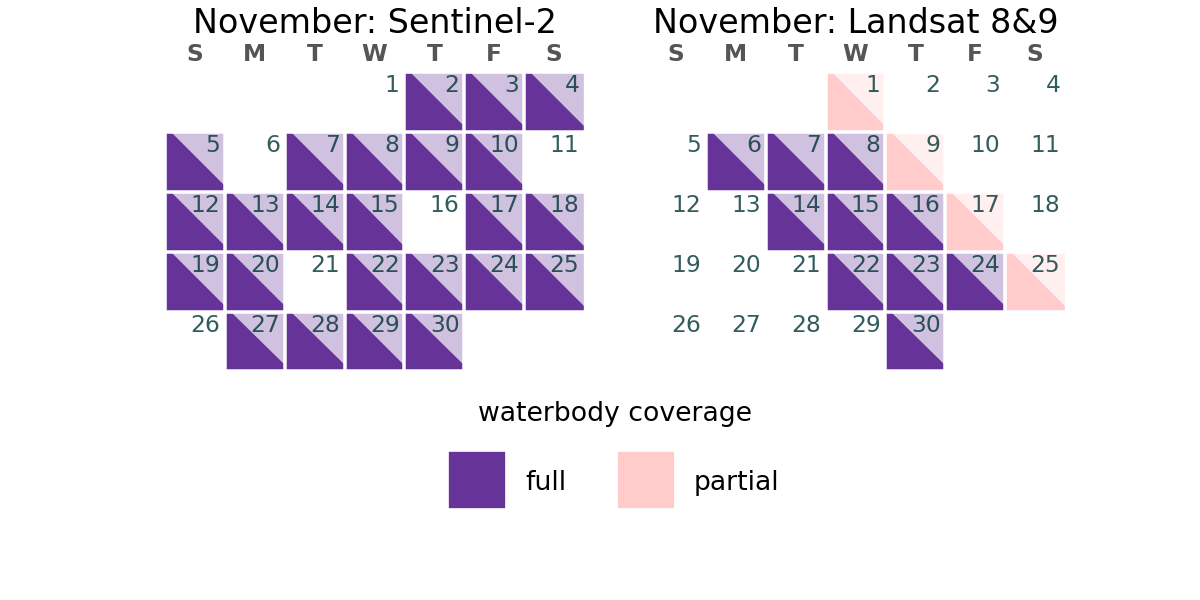 November: Sentinel-2
S M T W T F S
1 2 3 4
5 6 7 8 9 10 11
12 13 14 15 16 17 18
19 20 21 22 23 24 25
26 27 28 29 30
November: Landsat 8&9
S M T W T F S
1 2 3 4
5 6 7 8 9 10 11
12 13 14 15 16 17 18
19 20 21 22 23 24 25
26 27 28 29 30
waterbody coverage
full partial